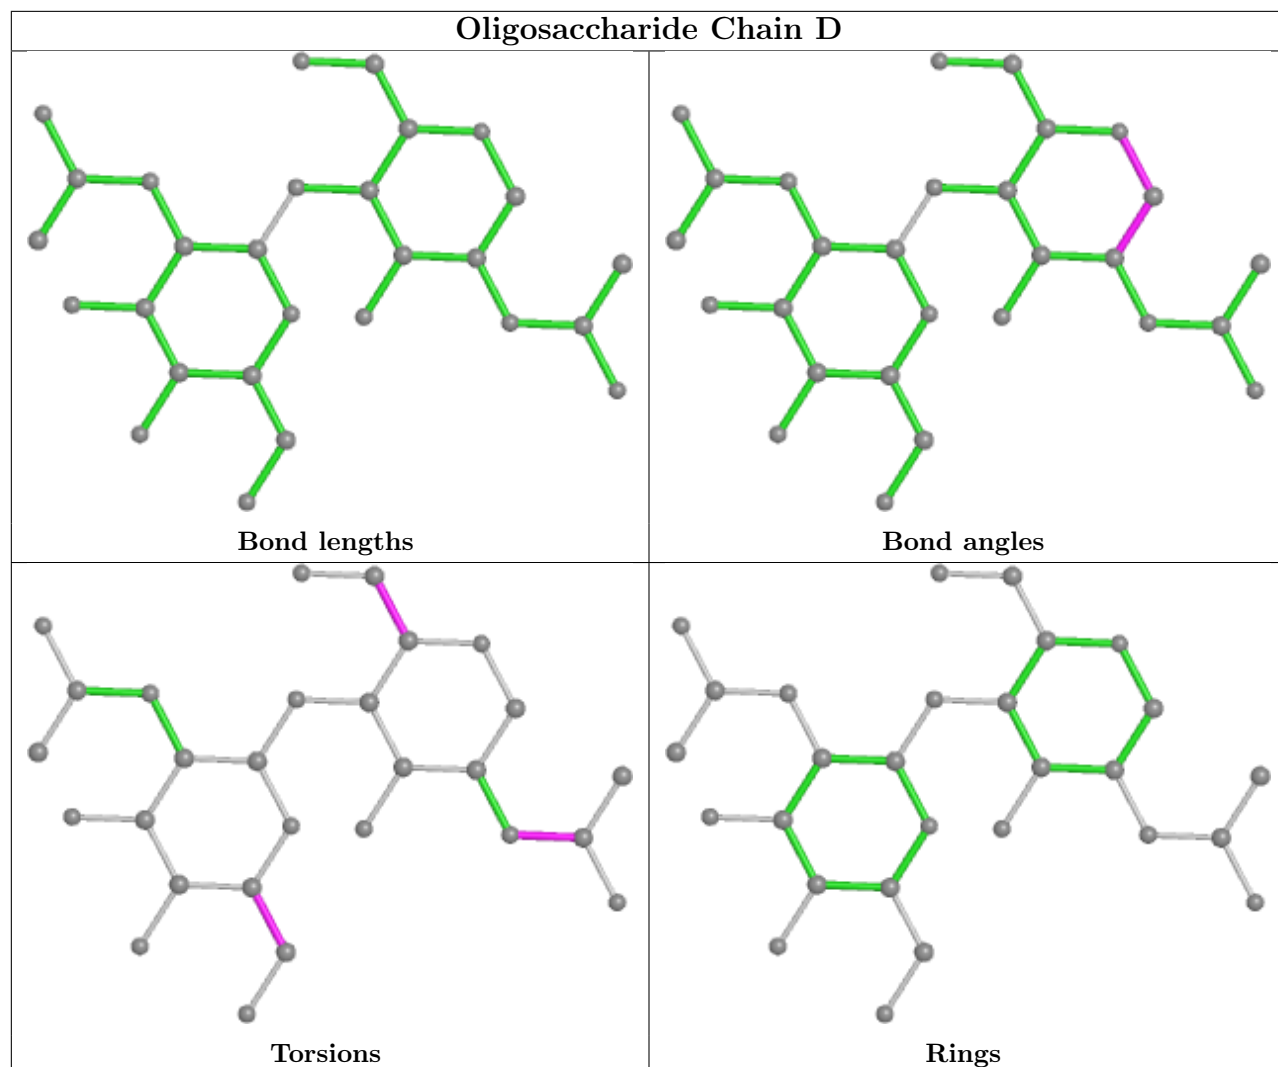 Oligosaccharide Chain D
Bond lengths
Bond angles
Torsions
Rings